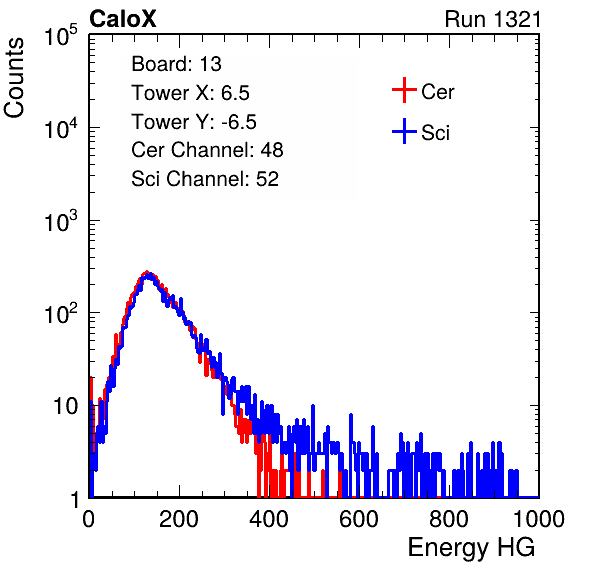 CaloX Run 1321
Counts
10^5
10^4
10^3
10^2
10
1
Board: 13
Tower X: 6.5
Tower Y: -6.5
Cer Channel: 48
Sci Channel: 52
Cer
Sci
0 200 400 600 800 1000
Energy HG